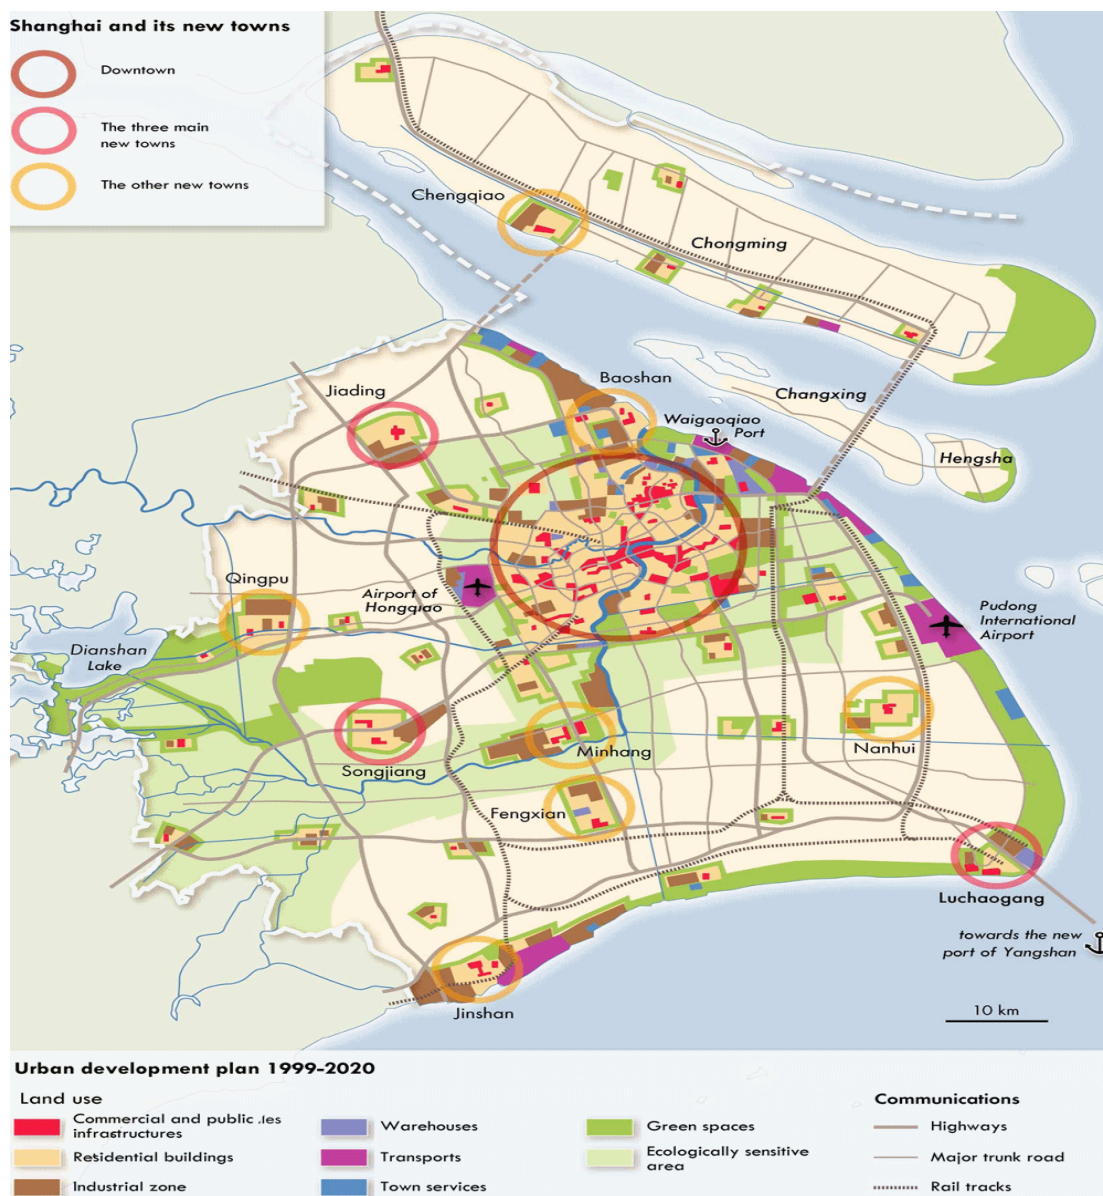 Shanghai and its new towns
Downtown
The three main
new towns
The other new towns
Chengqiao
Chongming
Jiading
Baoshan
Changxing
Waigaoqiao
Port
Hengsha
Qingpu
Airport of
Hongqiao
Pudong
International
Airport
Dianshan
Lake
Songjiang
Minhang
Nanhui
Fengxian
Luchaogang
towards the new
port of Yangshan
Jinshan
10 km
Urban development plan 1999-2020
Land use
Commercial and public
infrastructures
Residential buildings
Industrial zone
Warehouses
Transports
Town services
Green spaces
Ecologically sensitive
area
Communications
Highways
Major trunk road
Rail tracks